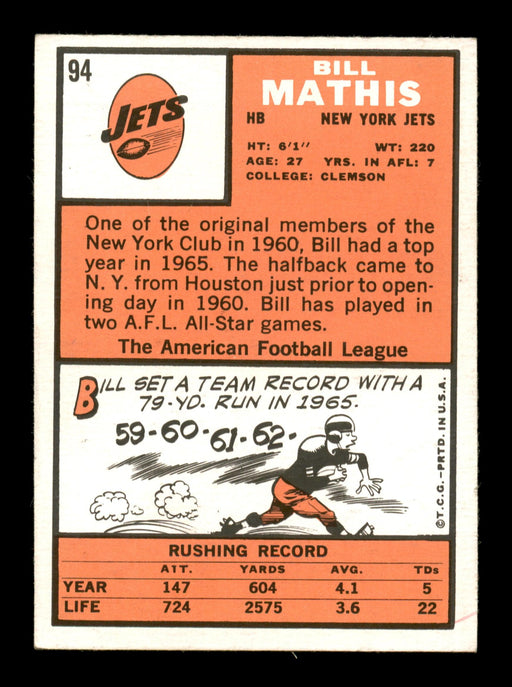 94
JETS
BILL
MATHIS
HB NEW YORK JETS
HT: 6'1" WT: 220
AGE: 27 YRS. IN AFL: 7
COLLEGE: CLEMSON
One of the original members of the
New York Club in 1960, Bill had a top
year in 1965. The halfback came to
N. Y. from Houston just prior to open-
ing day in 1960. Bill has played in
two A.F.L. All-Star games.
The American Football League
BILL SET A TEAM RECORD WITH A
79-YD. RUN IN 1965.
59-60-61-62-
©T.C.G.-PRTD. IN U.S.A.
RUSHING RECORD
ATT. YARDS AVG. TDs
YEAR 147 604 4.1 5
LIFE 724 2575 3.6 22